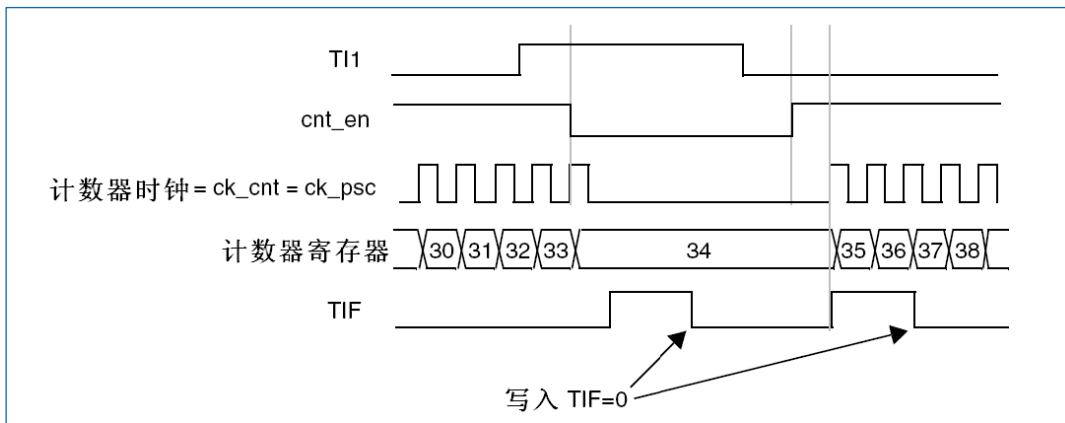 TI1
cnt_en
计数器时钟= ck_cnt = ck_psc
计数器寄存器 30 31 32 33 34 35 36 37 38
TIF
写入 TIF=0